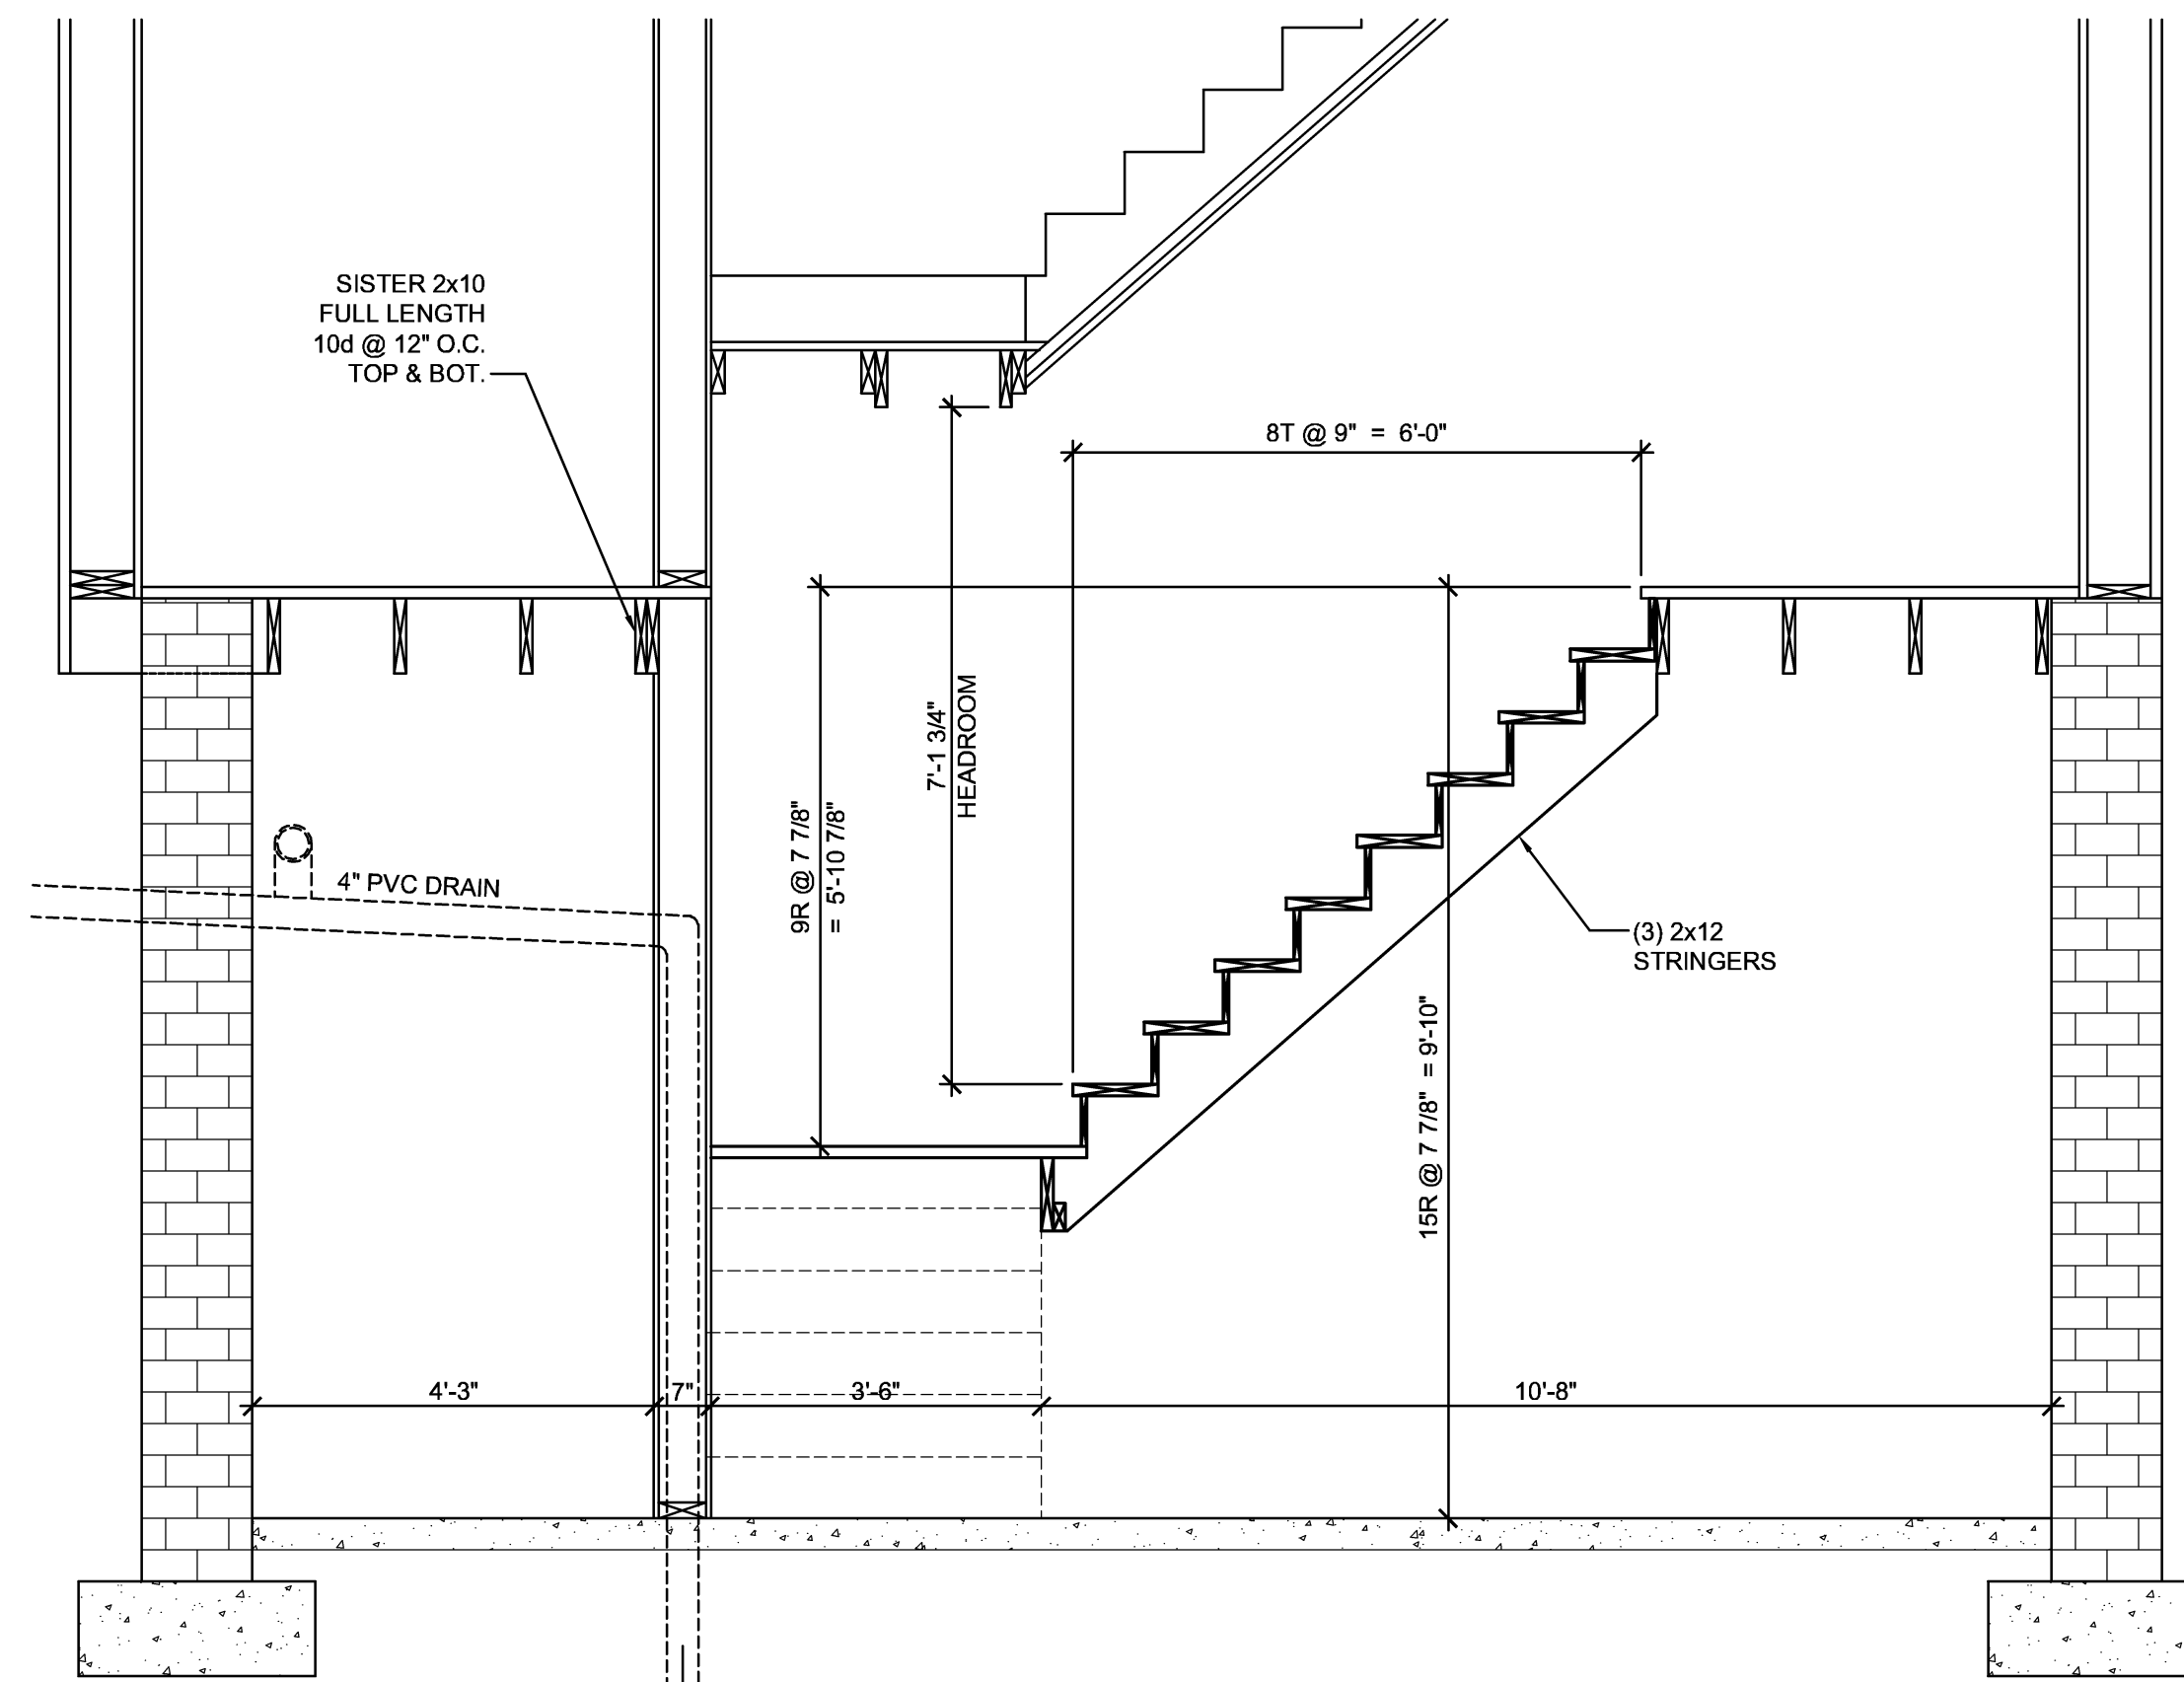 SISTER 2x10
FULL LENGTH
10d @ 12" O.C.
TOP & BOT.
8T @ 9" = 6'-0"
7'-1 3/4"
HEADROOM
9R @ 7 7/8"
= 5'-10 7/8"
4" PVC DRAIN
(3) 2x12
STRINGERS
15R @ 7 7/8" = 9'-10"
4'-3"
7"
3'-6"
10'-8"